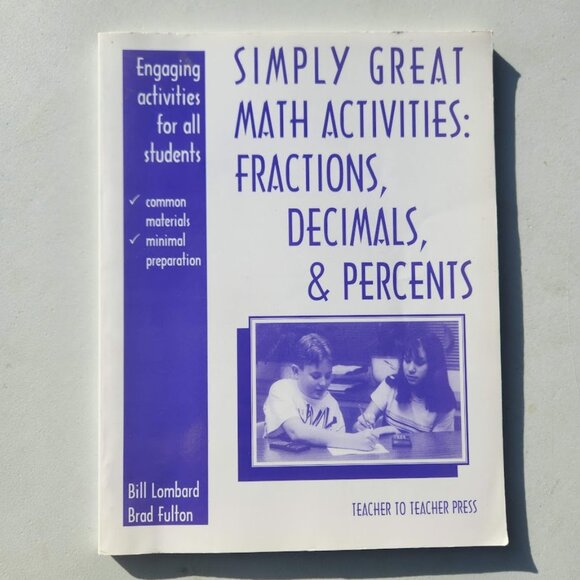 Engaging
activities
for all
students
✓ common
materials
✓ minimal
preparation
SIMPLY GREAT
MATH ACTIVITIES:
FRACTIONS,
DECIMALS,
& PERCENTS
Bill Lombard
Brad Fulton
TEACHER TO TEACHER PRESS